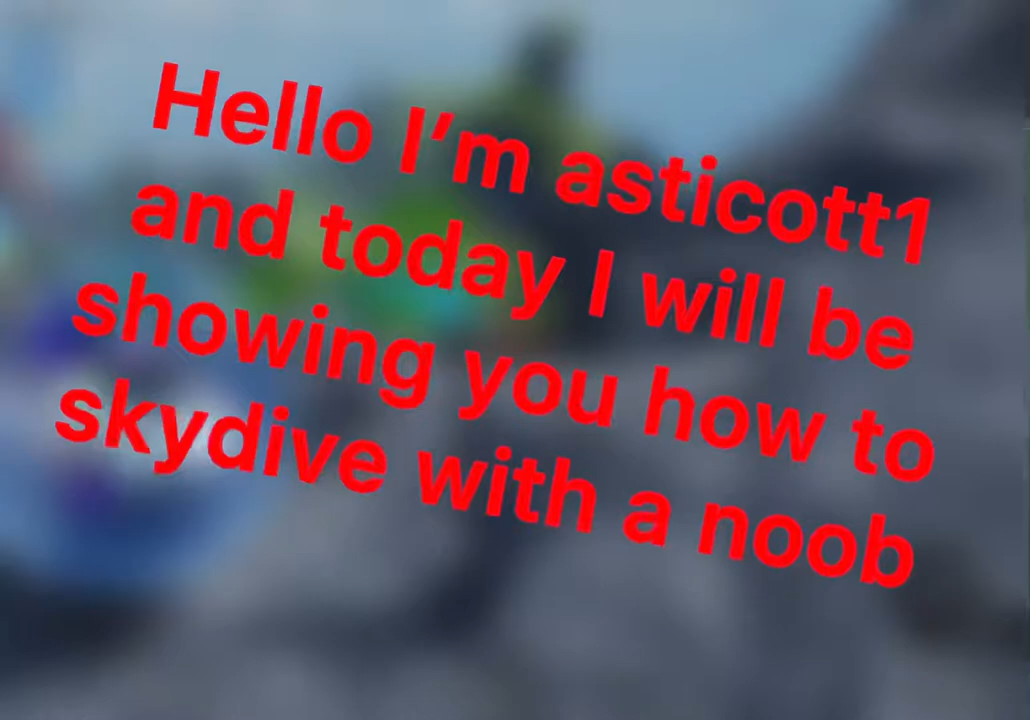 Hello I’m asticott1
and today I will be
showing you how to
skydive with a noob